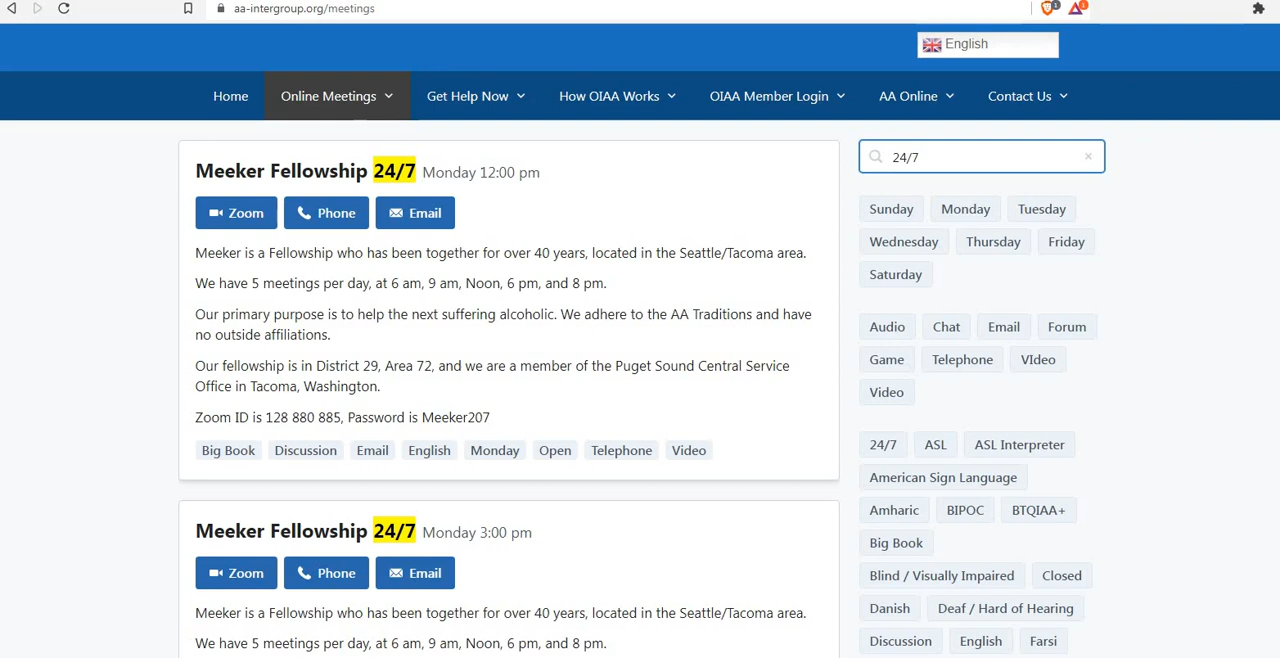 aa-intergroup.org/meetings
1
1
English
Home
Online Meetings
Get Help Now
How OIAA Works
OIAA Member Login
AA Online
Contact Us
Meeker Fellowship 24/7 Monday 12:00 pm
Zoom
Phone
Email
Meeker is a Fellowship who has been together for over 40 years, located in the Seattle/Tacoma area.
We have 5 meetings per day, at 6 am, 9 am, Noon, 6 pm, and 8 pm.
Our primary purpose is to help the next suffering alcoholic. We adhere to the AA Traditions and have
no outside affiliations.
Our fellowship is in District 29, Area 72, and we are a member of the Puget Sound Central Service
Office in Tacoma, Washington.
Zoom ID is 128 880 885, Password is Meeker207
Big Book Discussion Email English Monday Open Telephone Video
Meeker Fellowship 24/7 Monday 3:00 pm
Zoom
Phone
Email
Meeker is a Fellowship who has been together for over 40 years, located in the Seattle/Tacoma area.
We have 5 meetings per day, at 6 am, 9 am, Noon, 6 pm, and 8 pm.
24/7
Sunday Monday Tuesday
Wednesday Thursday Friday
Saturday
Audio Chat Email Forum
Game Telephone VIdeo
Video
24/7 ASL ASL Interpreter
American Sign Language
Amharic BIPOC BTQIAA+
Big Book
Blind / Visually Impaired Closed
Danish Deaf / Hard of Hearing
Discussion English Farsi